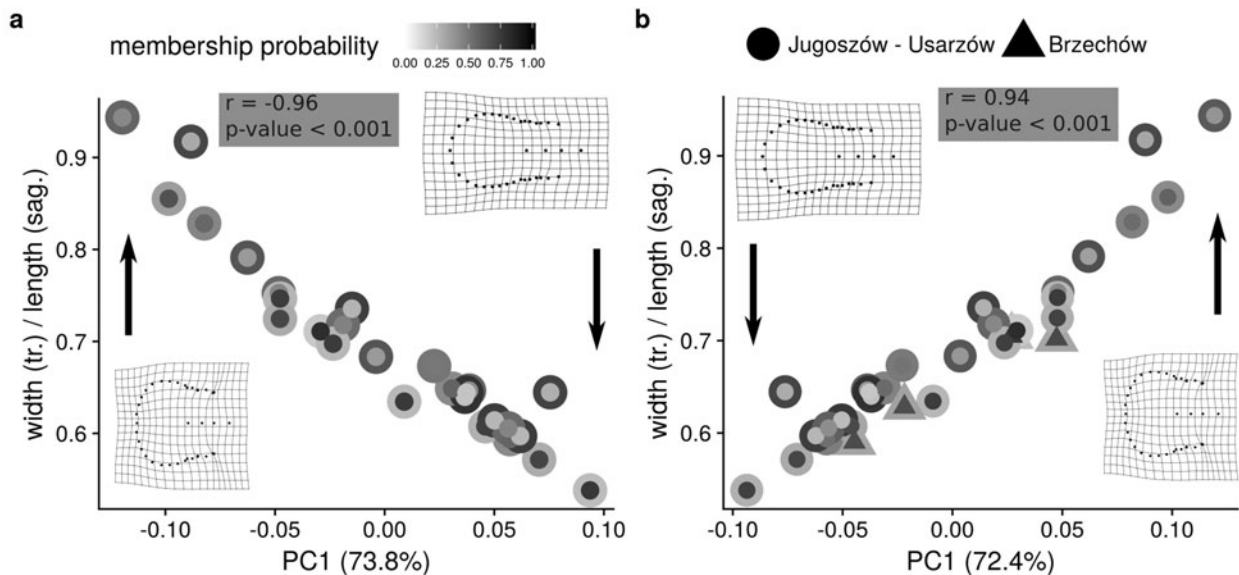 a
membership probability
0.00 0.25 0.50 0.75 1.00
r = -0.96
p-value < 0.001
width (tr.) / length (sag.)
0.9
0.8
0.7
0.6
-0.10 -0.05 0.00 0.05 0.10
PC1 (73.8%)
b
Jugoszów - Usarzów Brzechów
r = 0.94
p-value < 0.001
width (tr.) / length (sag.)
0.9
0.8
0.7
0.6
-0.10 -0.05 0.00 0.05 0.10
PC1 (72.4%)